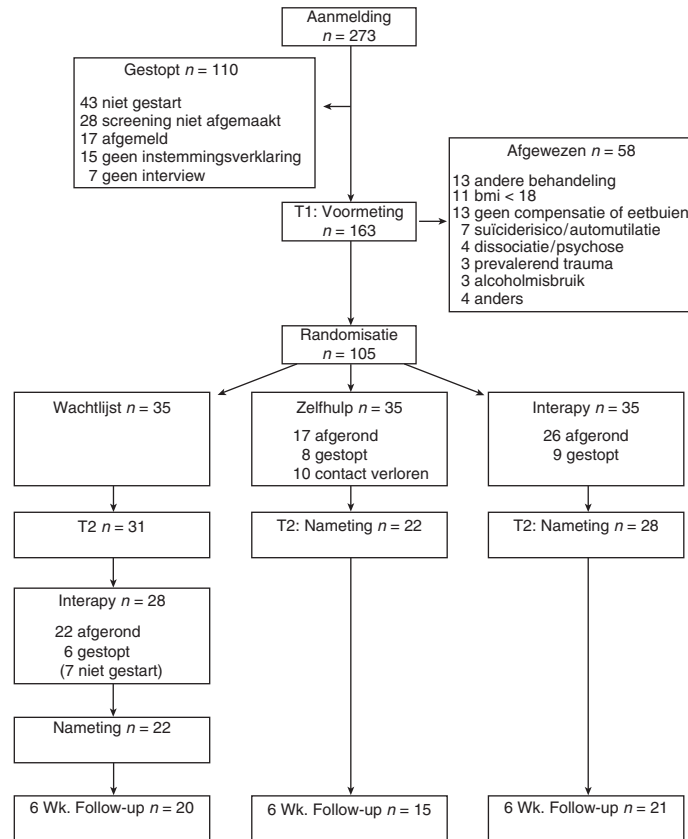 Aanmelding
n = 273
Gestopt n = 110
43 niet gestart
28 screening niet afgemaakt
17 afgemeld
15 geen instemmingsverklaring
7 geen interview
Afgewezen n = 58
13 andere behandeling
11 bmi < 18
13 geen compensatie of eetbuien
7 suïciderisico/automutilatie
4 dissociatie/psychose
3 prevalerend trauma
3 alcoholmisbruik
4 anders
T1: Voormeting
n = 163
Randomisatie
n = 105
Wachtlijst n = 35
Zelfhulp n = 35
17 afgerond
8 gestopt
10 contact verloren
Interapy n = 35
26 afgerond
9 gestopt
T2 n = 31
T2: Nameting n = 22
T2: Nameting n = 28
Interapy n = 28
22 afgerond
6 gestopt
(7 niet gestart)
Nameting n = 22
6 Wk. Follow-up n = 20
6 Wk. Follow-up n = 15
6 Wk. Follow-up n = 21